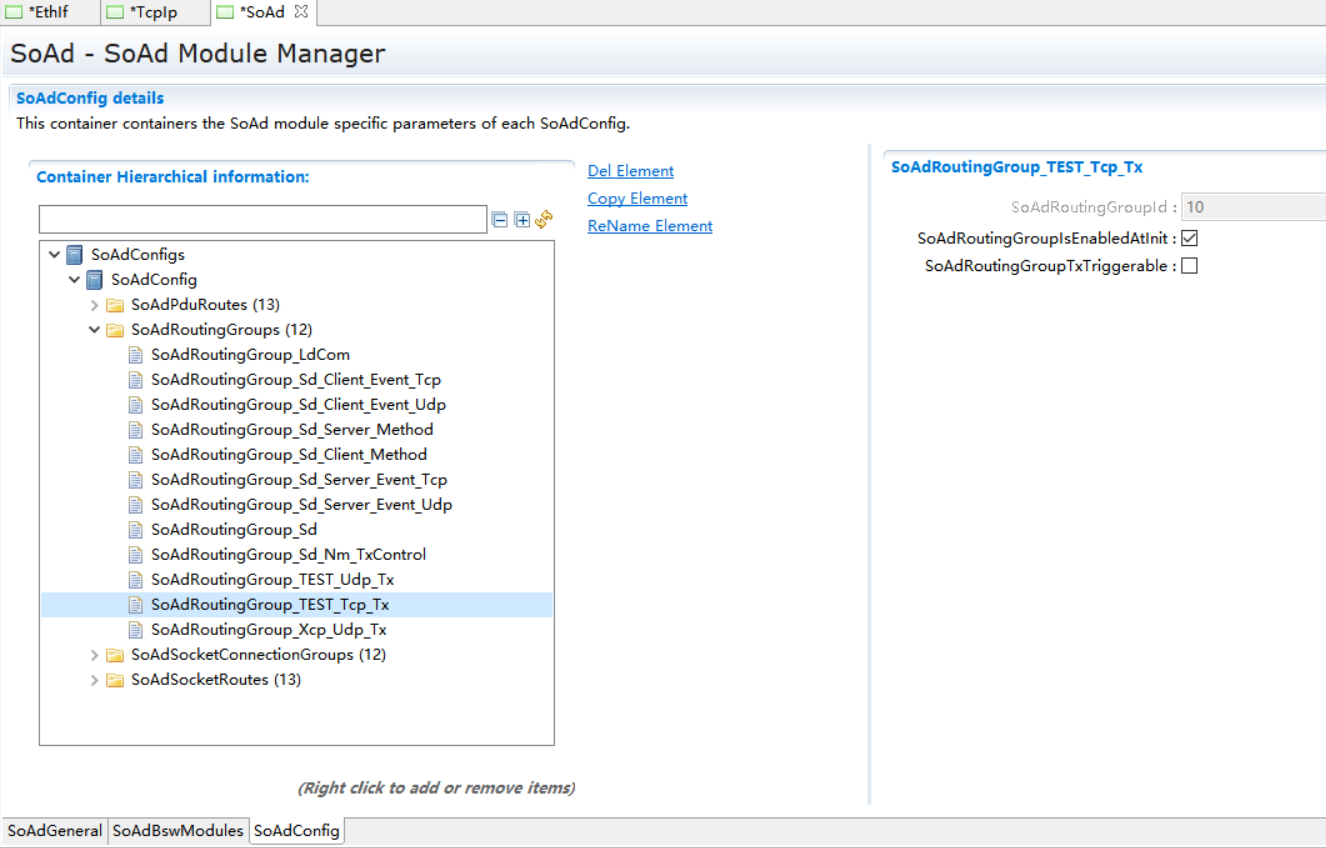 *EthIf *TcpIp *SoAd
SoAd - SoAd Module Manager
SoAdConfig details
This container containers the SoAd module specific parameters of each SoAdConfig.
Container Hierarchical information:
Del Element
Copy Element
ReName Element
SoAdConfigs
SoAdConfig
SoAdPduRoutes (13)
SoAdRoutingGroups (12)
SoAdRoutingGroup_LdCom
SoAdRoutingGroup_Sd_Client_Event_Tcp
SoAdRoutingGroup_Sd_Client_Event_Udp
SoAdRoutingGroup_Sd_Server_Method
SoAdRoutingGroup_Sd_Client_Method
SoAdRoutingGroup_Sd_Server_Event_Tcp
SoAdRoutingGroup_Sd_Server_Event_Udp
SoAdRoutingGroup_Sd
SoAdRoutingGroup_Sd_Nm_TxControl
SoAdRoutingGroup_TEST_Udp_Tx
SoAdRoutingGroup_TEST_Tcp_Tx
SoAdRoutingGroup_Xcp_Udp_Tx
SoAdSocketConnectionGroups (12)
SoAdSocketRoutes (13)
(Right click to add or remove items)
SoAdRoutingGroup_TEST_Tcp_Tx
SoAdRoutingGroupId : 10
SoAdRoutingGroupIsEnabledAtInit :
SoAdRoutingGroupTxTriggerable :
SoAdGeneral SoAdBswModules SoAdConfig